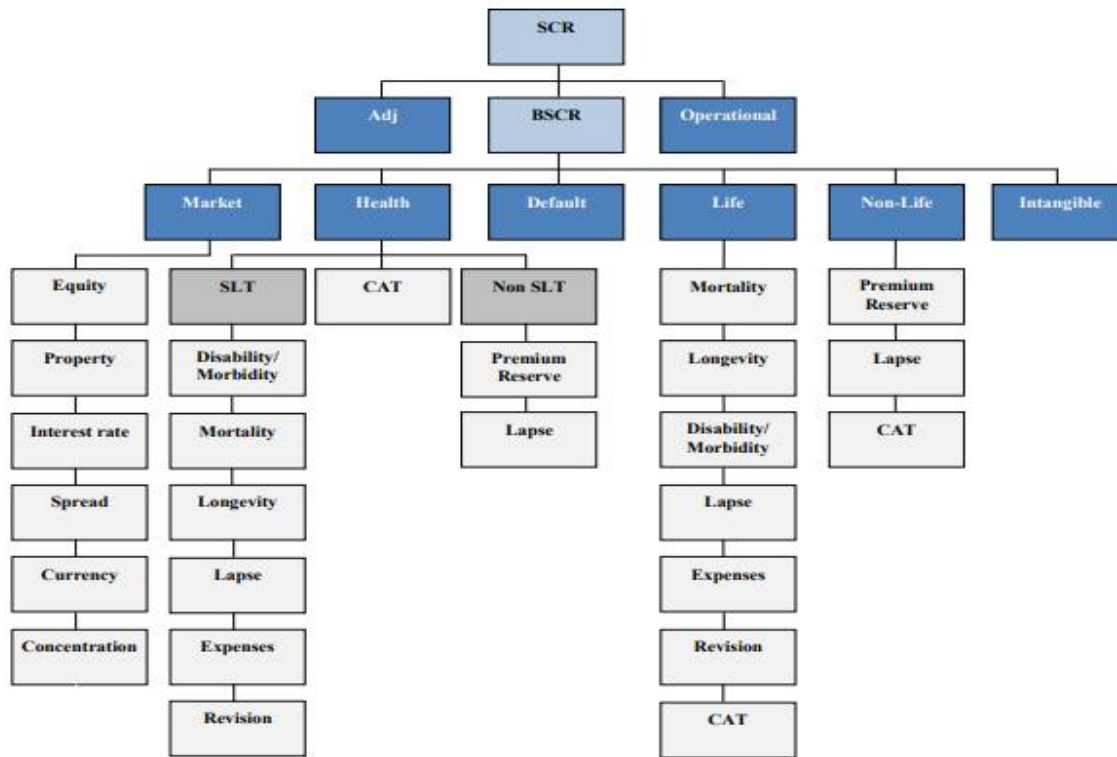 SCR
Adj
BSCR
Operational
Market
Health
Default
Life
Non-Life
Intangible
Equity
SLT
CAT
Non SLT
Mortality
Premium
Reserve
Property
Disability/
Morbidity
Premium
Reserve
Longevity
Lapse
Interest rate
Mortality
Lapse
Disability/
Morbidity
CAT
Spread
Longevity
Lapse
Currency
Lapse
Expenses
Concentration
Expenses
Revision
Revision
CAT